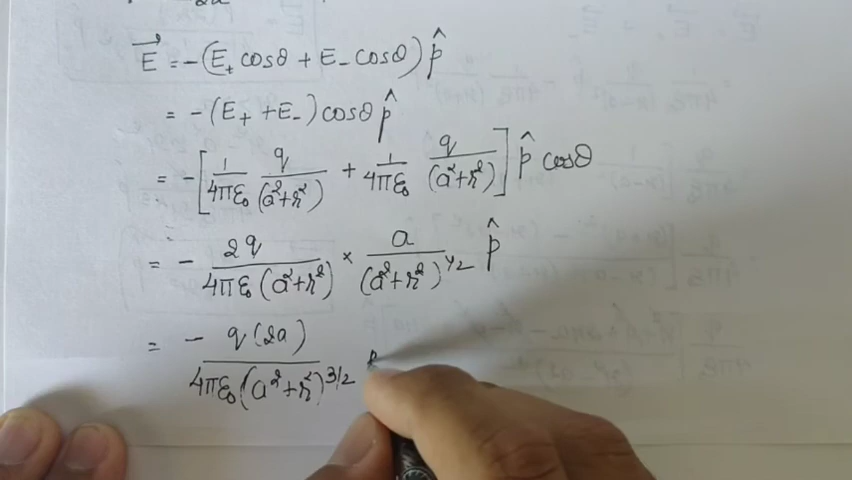 E⃗ = -(E₊ cosθ + E₋ cosθ) p̂
= -(E₊ + E₋) cosθ p̂
= -[1/4πε₀ q/(a²+r²) + 1/4πε₀ q/(a²+r²)] p̂ cosθ
= - 2q/4πε₀(a²+r²) × a/(a²+r²)^1/2 p̂
= - q(2a)/4πε₀(a²+r²)^3/2